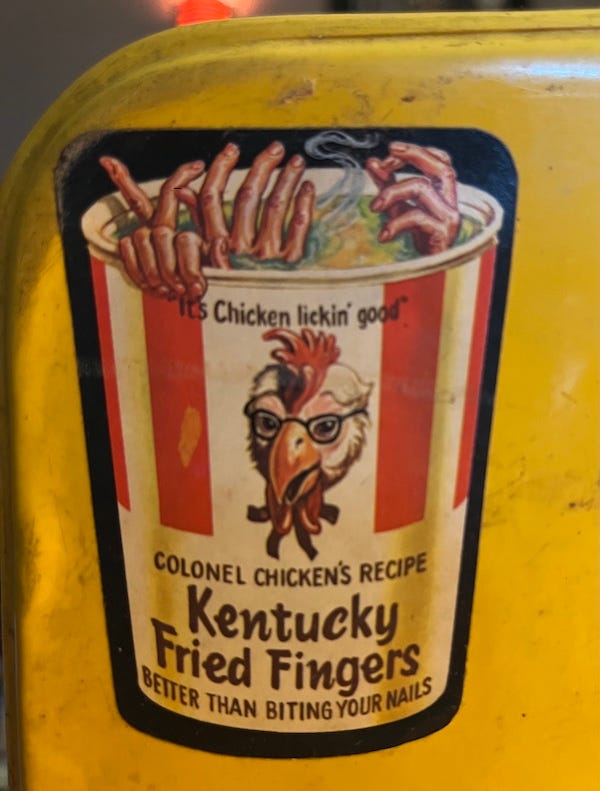 "It's Chicken lickin' good"
COLONEL CHICKEN'S RECIPE
Kentucky
Fried Fingers
BETTER THAN BITING YOUR NAILS